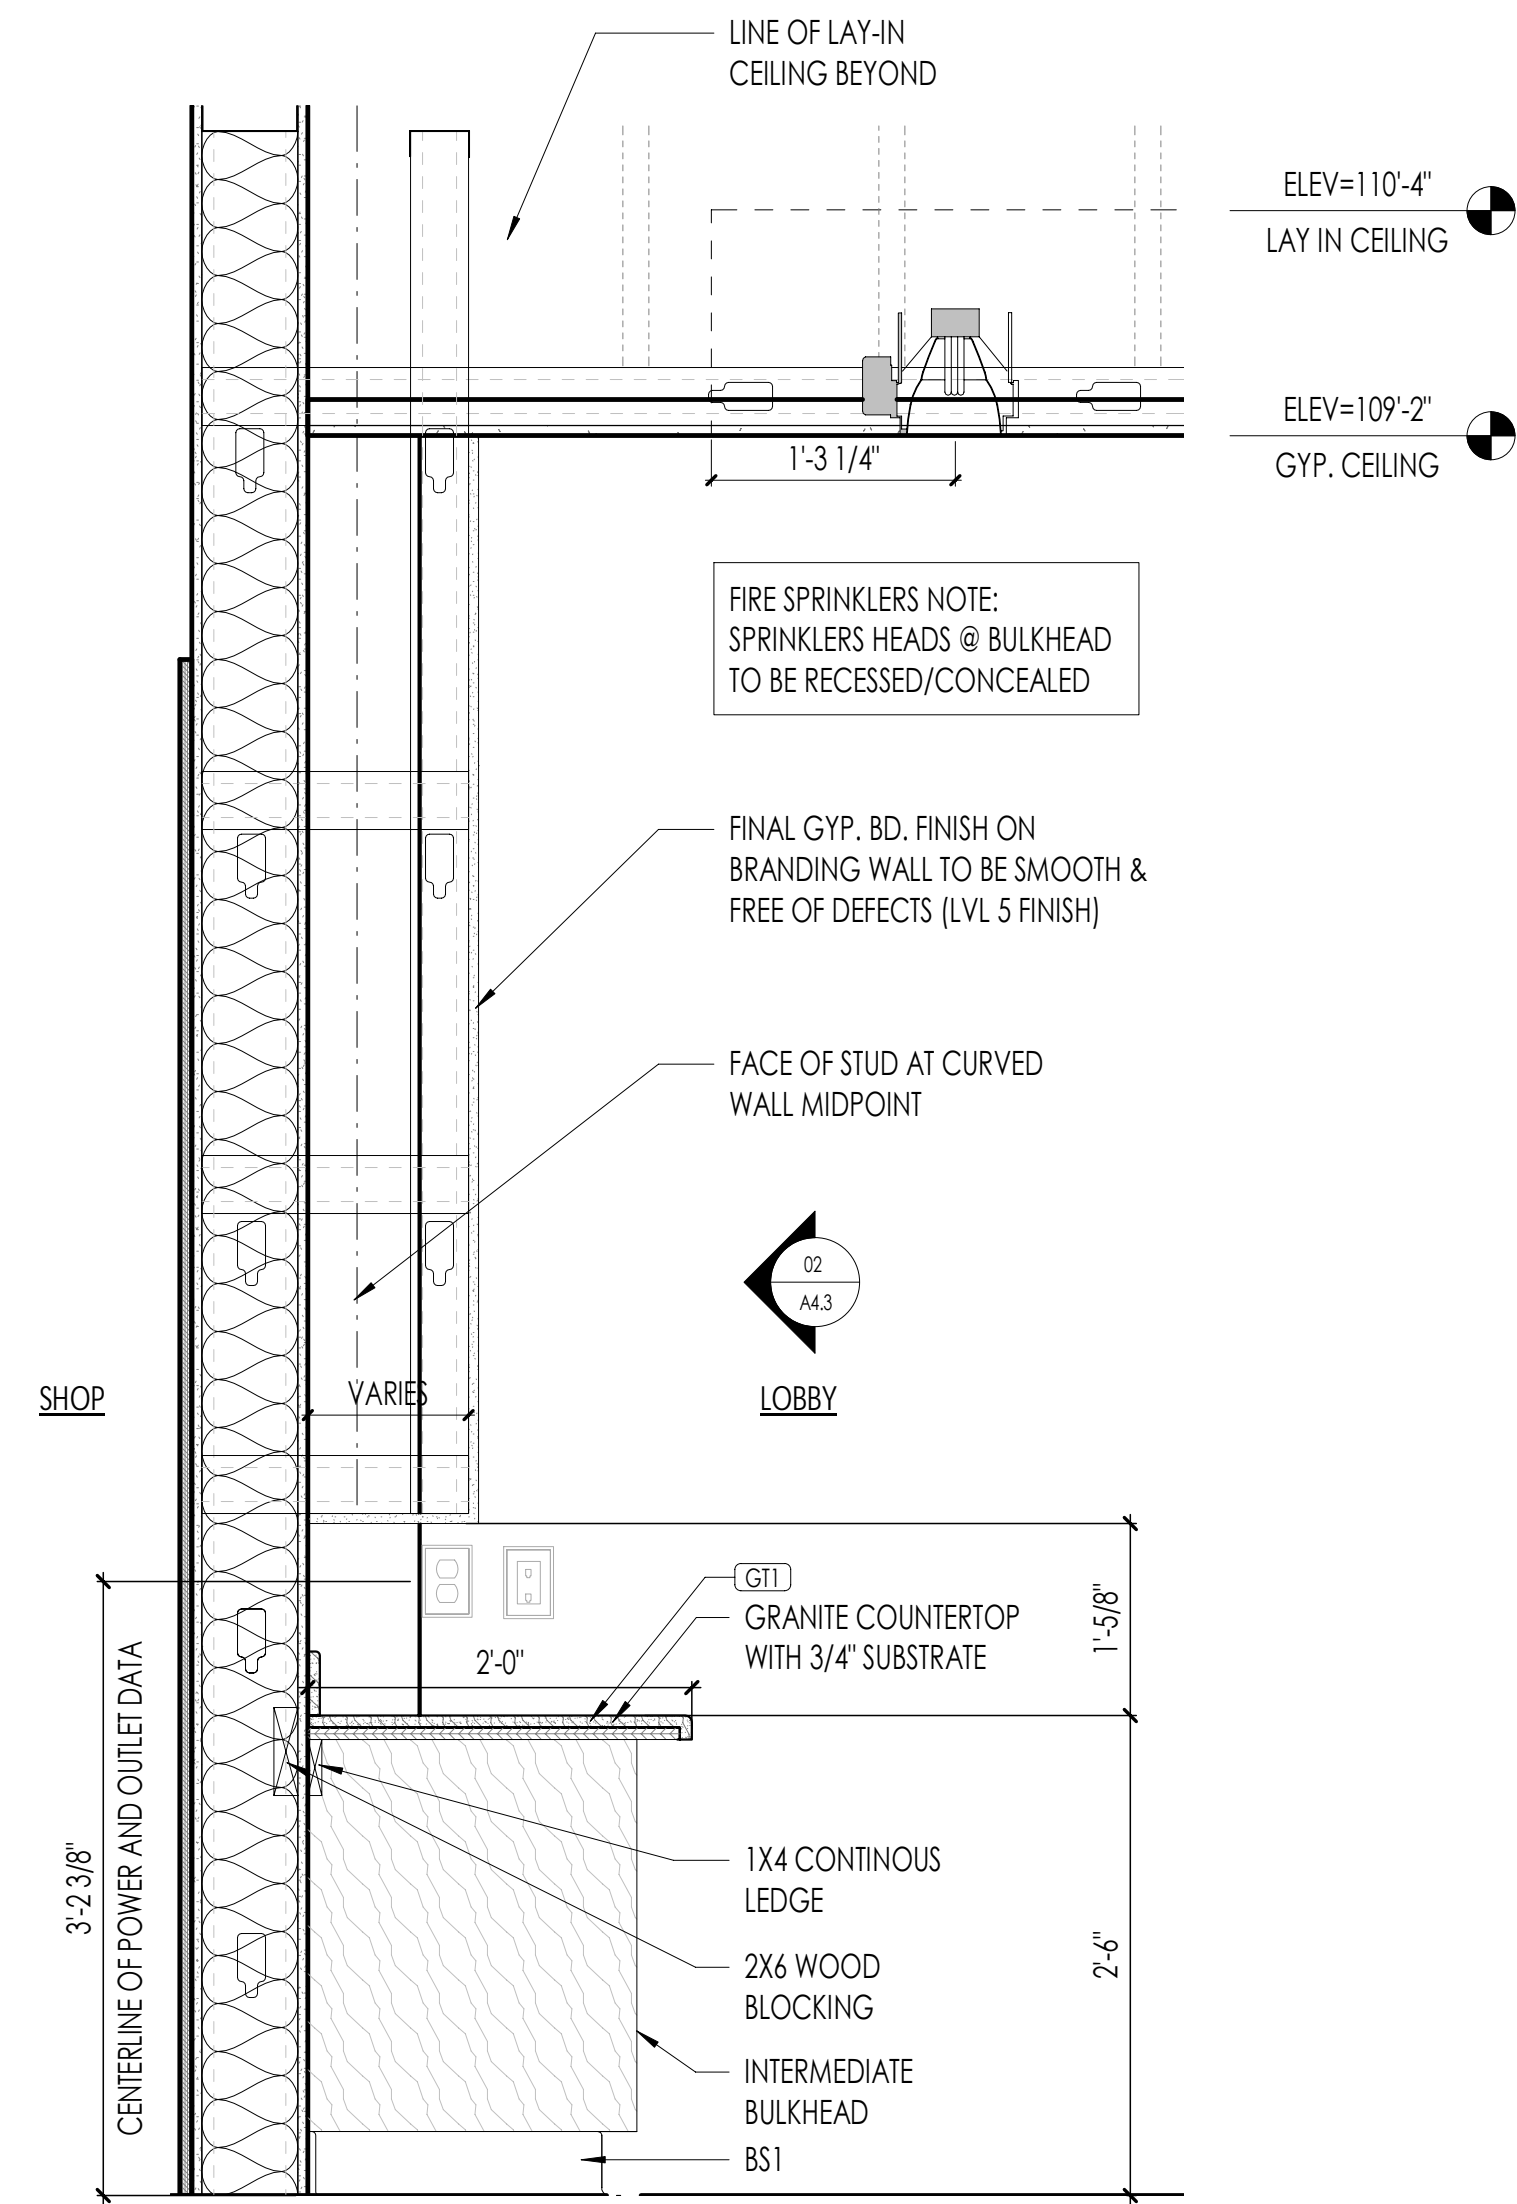 LINE OF LAY-IN
CEILING BEYOND
ELEV=110'-4"
LAY IN CEILING
ELEV=109'-2"
GYP. CEILING
1'-3 1/4"
FIRE SPRINKLERS NOTE:
SPRINKLERS HEADS @ BULKHEAD
TO BE RECESSED/CONCEALED
FINAL GYP. BD. FINISH ON
BRANDING WALL TO BE SMOOTH &
FREE OF DEFECTS (LVL 5 FINISH)
FACE OF STUD AT CURVED
WALL MIDPOINT
02
A4.3
SHOP
VARIES
LOBBY
GT1
GRANITE COUNTERTOP
WITH 3/4" SUBSTRATE
1'-5/8"
2'-0"
3'-2 3/8"
CENTERLINE OF POWER AND OUTLET DATA
1X4 CONTINOUS
LEDGE
2X6 WOOD
BLOCKING
2'-6"
INTERMEDIATE
BULKHEAD
BS1